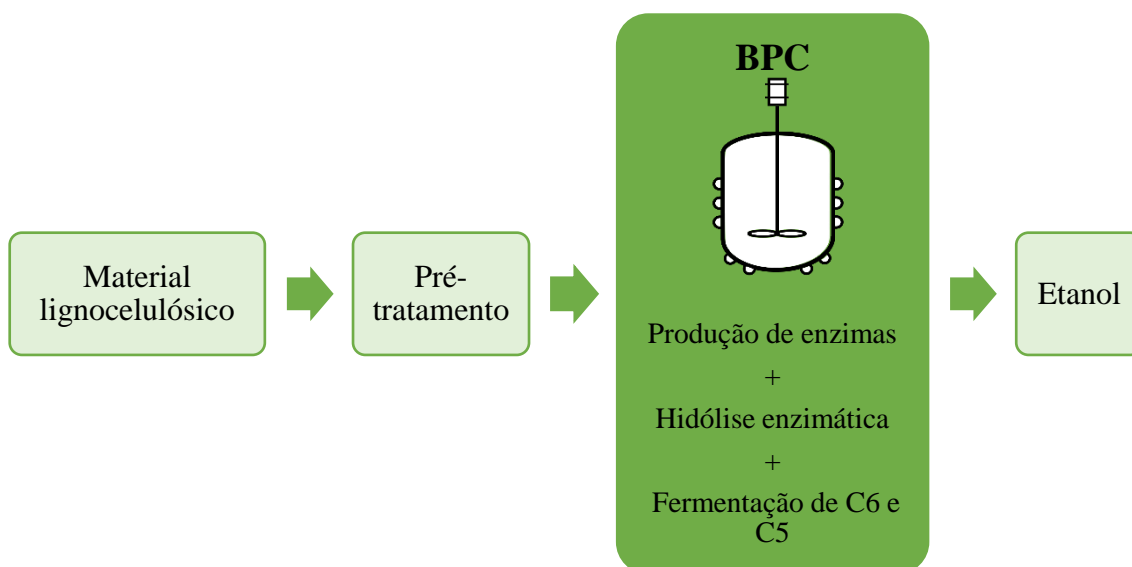 Material
lignocelulósico
Pré-
tratamento
BPC
Produção de enzimas
+
Hidólise enzimática
+
Fermentação de C6 e
C5
Etanol